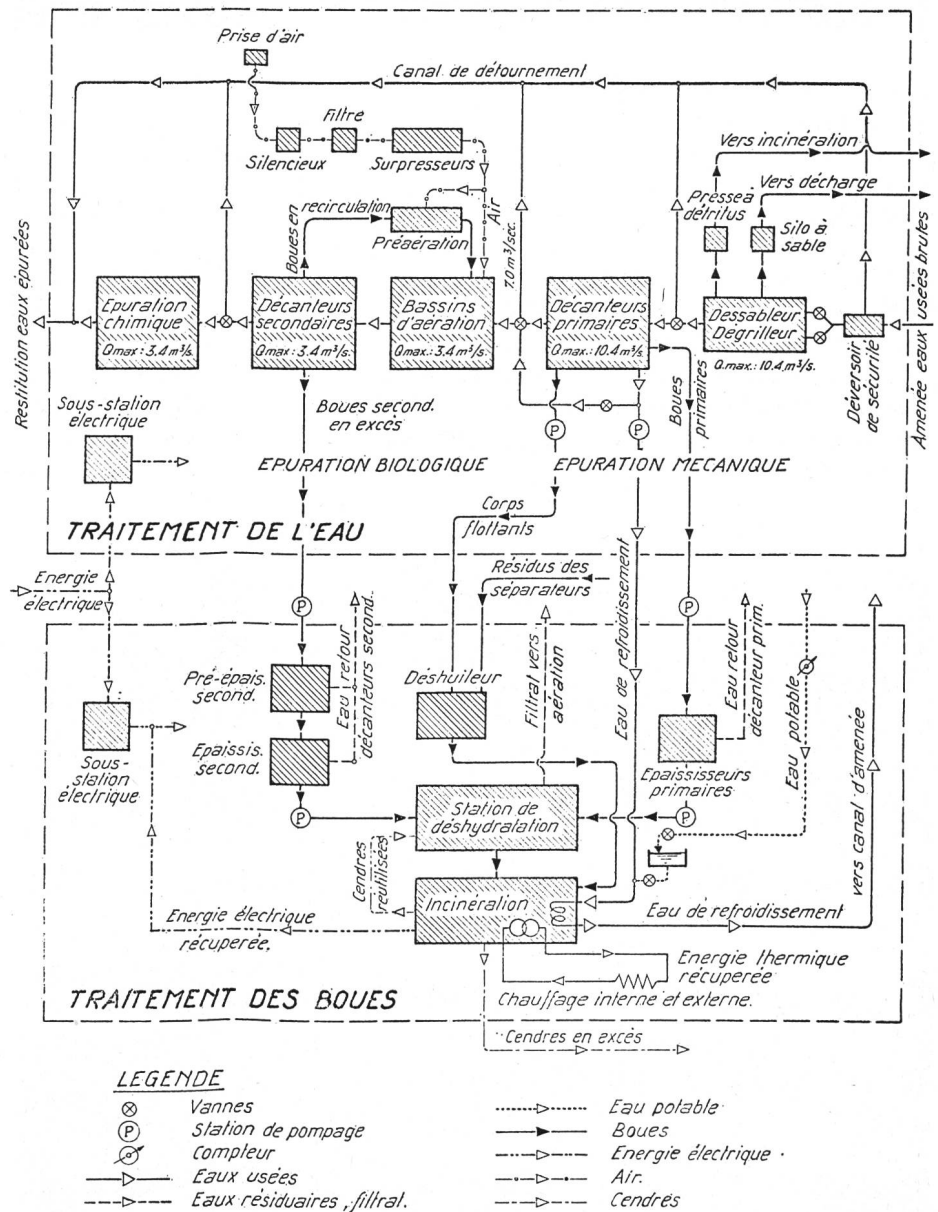 Prise d'air
Canal de détournement
Filtre
Silencieux
Surpresseurs
Vers incinération
Vers décharge
Presse à
détritus
Silo à
sable
Boues en
recirculation
Préaération
Air
7.0 m³/sec.
Restitution eaux épurées
Epuration
chimique
Qmax: 3.4 m³/s.
Décanteurs
secondaires
Qmax: 3.4 m³/s.
Bassins
d'aération
Qmax: 3.4 m³/s.
Décanteurs
primaires
Qmax: 10.4 m³/s.
Dessableur
Dégrilleur
Qmax.: 10.4 m³/s.
Déversoir
de sécurité
Amenée eaux usées brutes
Sous-station
électrique
Boues second.
en excés
Boues
primaires
P
P
EPURATION BIOLOGIQUE
EPURATION MECANIQUE
Corps
flottants
TRAITEMENT DE L'EAU
Energie
électrique
Résidus des
séparateurs
Eau de refroidissement
P
P
Pré-épais.
second.
Eau retour
décanteurs second.
Déshuileur
Filtrat vers
aération
Eau retour
décanteur prim.
Eau potable
Epaissis.
second.
Sous-
station
électrique
Epaississeurs
primaires
P
Station de
déshydratation
P
vers canal d'amenée
Cendres
réutilisées
Incinération
Energie électrique
récuperée.
Eau de refroidissement
Energie thermique
récuperée
Chauffage interne et externe.
TRAITEMENT DES BOUES
Cendres en excés
LEGENDE
Vannes
P Station de pompage
Compteur
Eaux usées
Eaux résiduaires, filtrat.
Eau potable
Boues
Energie électrique
Air.
Cendrés